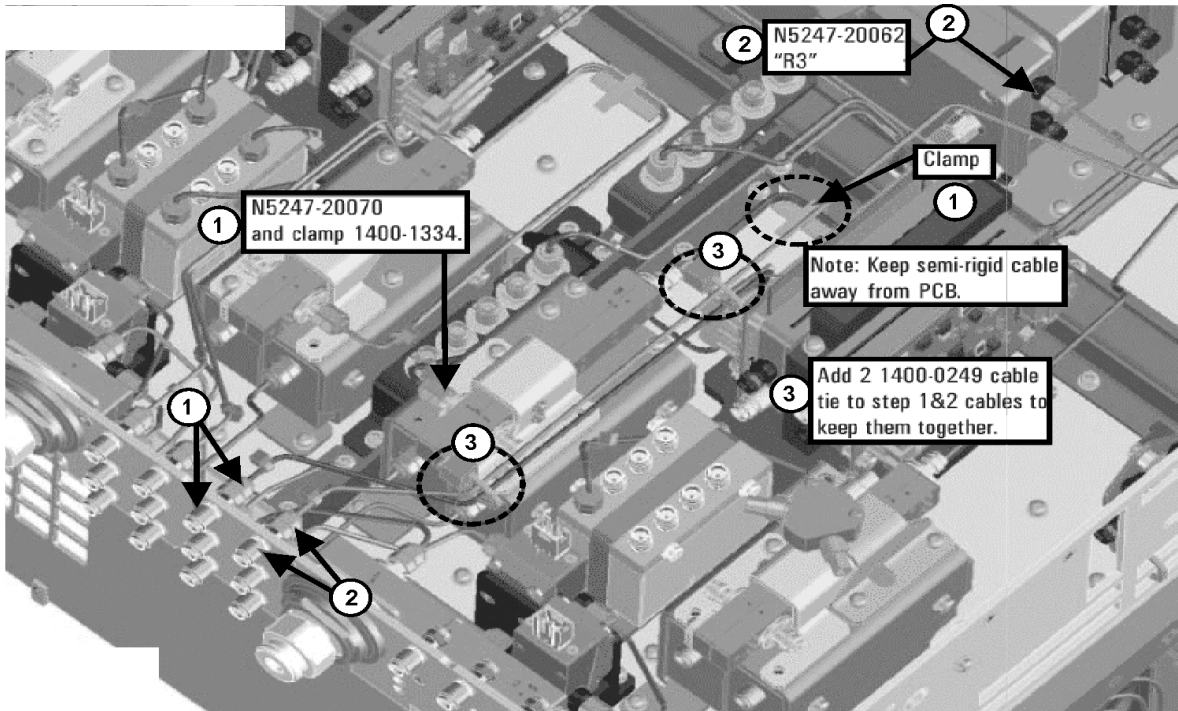 2
N5247-20062
"R3"
2
Clamp
1
1
N5247-20070
and clamp 1400-1334.
3
Note: Keep semi-rigid cable
away from PCB.
3
Add 2 1400-0249 cable
tie to step 1&2 cables to
keep them together.
1
3
2